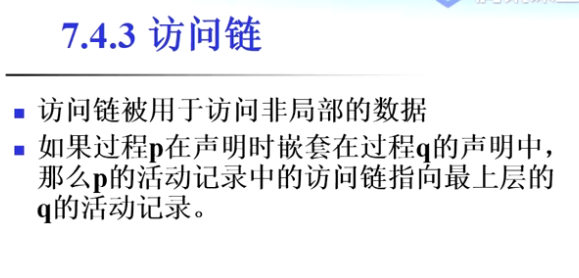 7.4.3 访问链
访问链被用于访问非局部的数据
如果过程p在声明时嵌套在过程q的声明中，
那么p的活动记录中的访问链指向最上层的
q的活动记录。